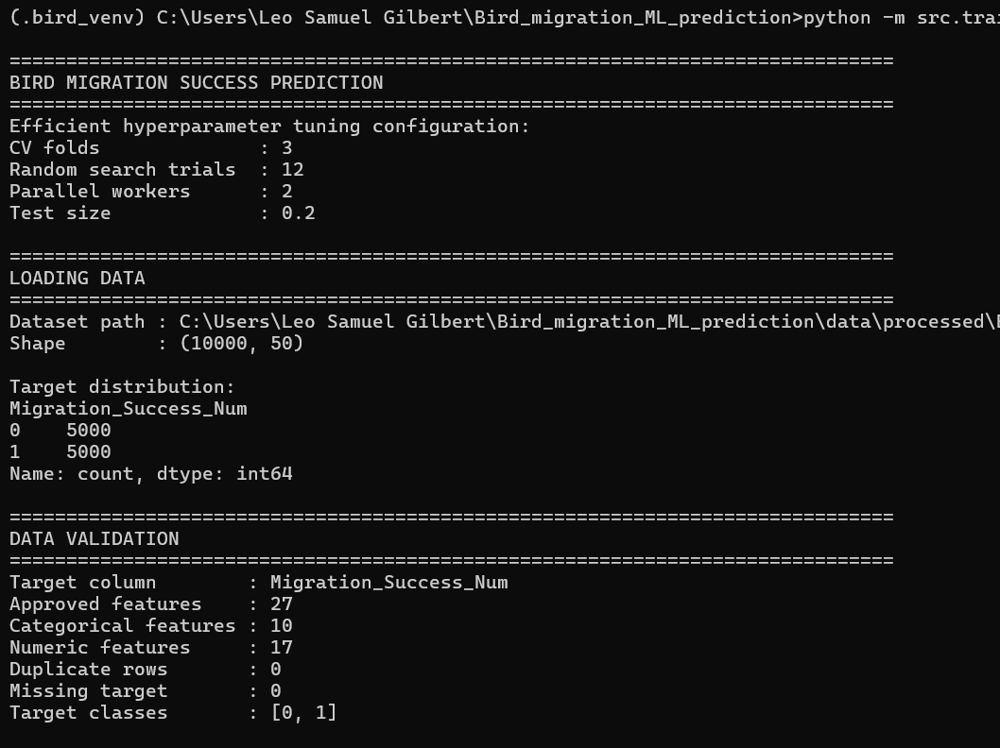 (.bird_venv) C:\Users\Leo Samuel Gilbert\Bird_migration_ML_prediction>python -m src.trai
==============================================================================
BIRD MIGRATION SUCCESS PREDICTION
==============================================================================
Efficient hyperparameter tuning configuration:
CV folds              : 3
Random search trials  : 12
Parallel workers      : 2
Test size             : 0.2
==============================================================================
LOADING DATA
==============================================================================
Dataset path : C:\Users\Leo Samuel Gilbert\Bird_migration_ML_prediction\data\processed\
Shape        : (10000, 50)
Target distribution:
Migration_Success_Num
0    5000
1    5000
Name: count, dtype: int64
==============================================================================
DATA VALIDATION
==============================================================================
Target column        : Migration_Success_Num
Approved features    : 27
Categorical features : 10
Numeric features     : 17
Duplicate rows       : 0
Missing target       : 0
Target classes       : [0, 1]